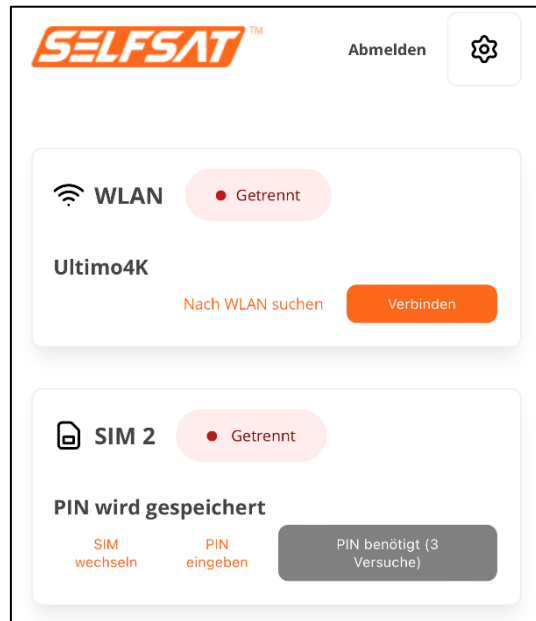 SELFSAT™ Abmelden
WLAN Getrennt
Ultimo4K
Nach WLAN suchen Verbinden
SIM 2 Getrennt
PIN wird gespeichert
SIM wechseln
PIN eingeben
PIN benötigt (3
Versuche)